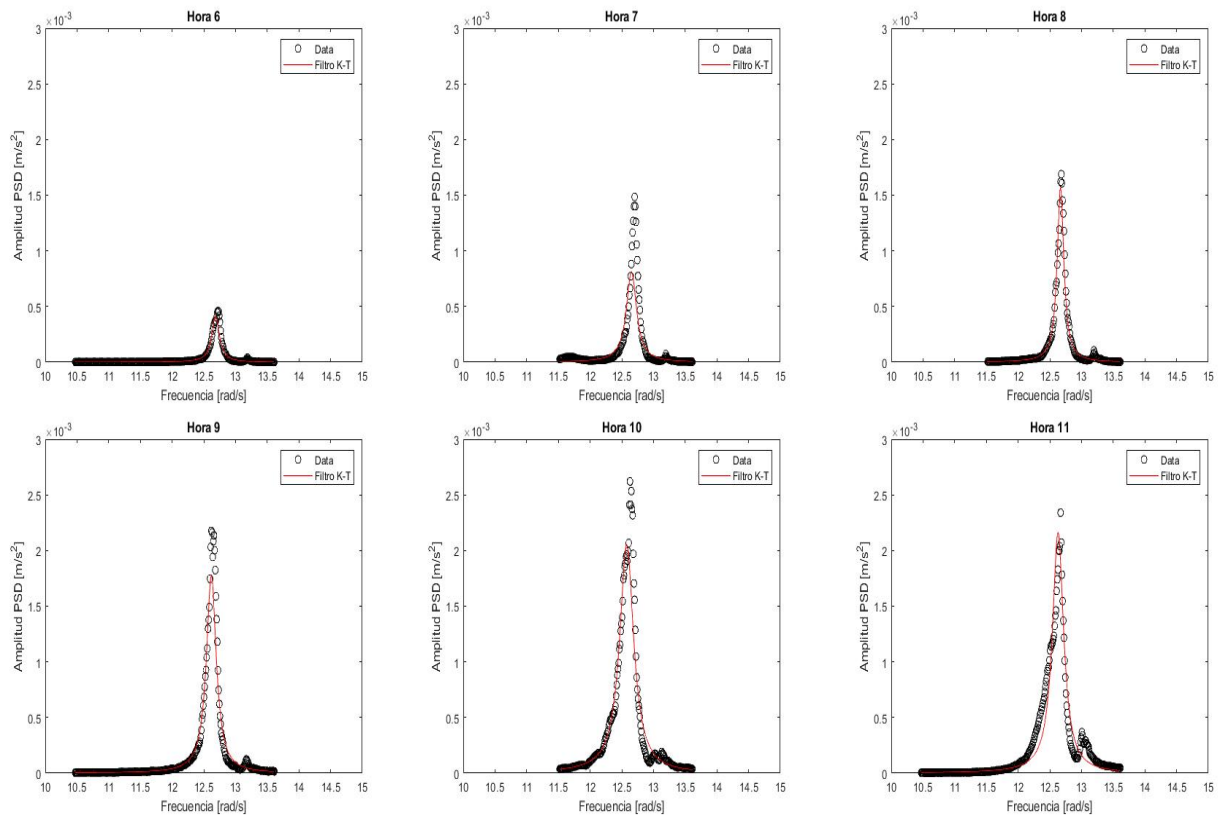 Hora 6
×10⁻³
3
2.5
2
1.5
1
0.5
0
Amplitud PSD [m/s²]
Data
Filtro K-T
10 10.5 11 11.5 12 12.5 13 13.5 14 14.5 15
Frecuencia [rad/s]
Hora 7
×10⁻³
3
2.5
2
1.5
1
0.5
0
Amplitud PSD [m/s²]
Data
Filtro K-T
10 10.5 11 11.5 12 12.5 13 13.5 14 14.5 15
Frecuencia [rad/s]
Hora 8
×10⁻³
3
2.5
2
1.5
1
0.5
0
Amplitud PSD [m/s²]
Data
Filtro K-T
10 10.5 11 11.5 12 12.5 13 13.5 14 14.5 15
Frecuencia [rad/s]
Hora 9
×10⁻³
3
2.5
2
1.5
1
0.5
0
Amplitud PSD [m/s²]
Data
Filtro K-T
10 10.5 11 11.5 12 12.5 13 13.5 14 14.5 15
Frecuencia [rad/s]
Hora 10
×10⁻³
3
2.5
2
1.5
1
0.5
0
Amplitud PSD [m/s²]
Data
Filtro K-T
10 10.5 11 11.5 12 12.5 13 13.5 14 14.5 15
Frecuencia [rad/s]
Hora 11
×10⁻³
3
2.5
2
1.5
1
0.5
0
Amplitud PSD [m/s²]
Data
Filtro K-T
10 10.5 11 11.5 12 12.5 13 13.5 14 14.5 15
Frecuencia [rad/s]